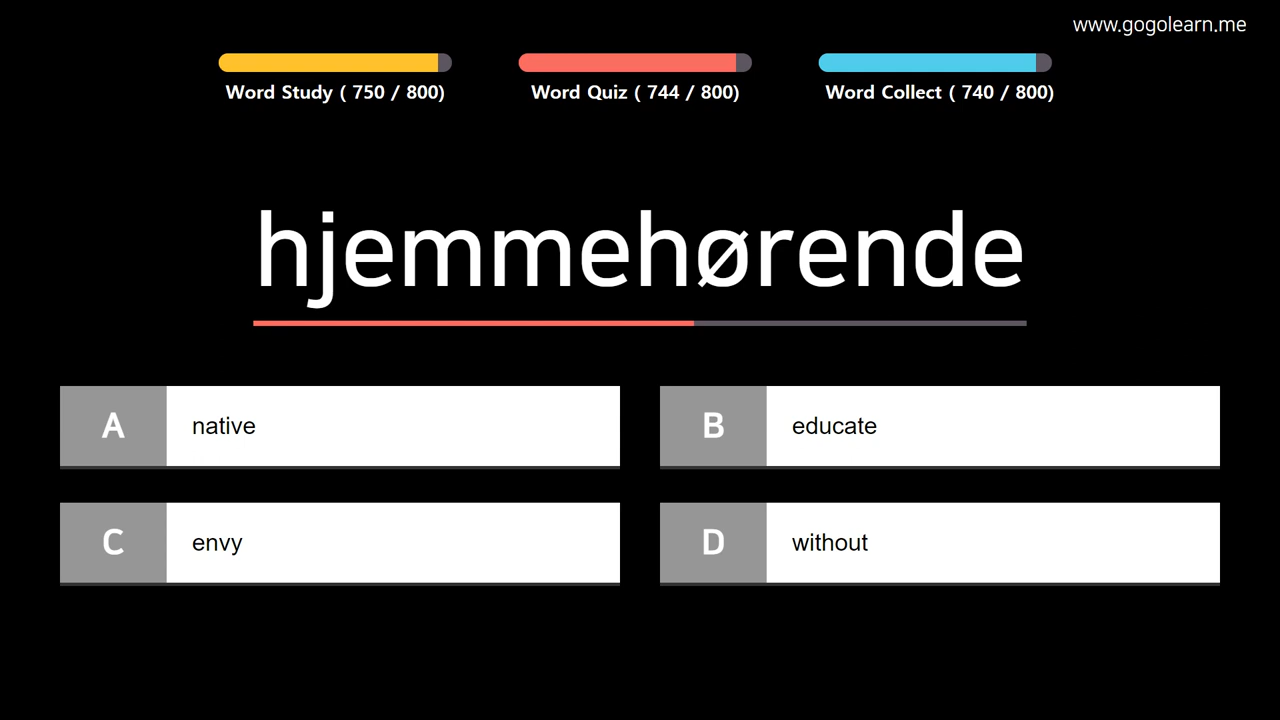 www.gogolearn.me
Word Study ( 750 / 800)
Word Quiz ( 744 / 800)
Word Collect ( 740 / 800)
hjemmehørende
A native
B educate
C envy
D without